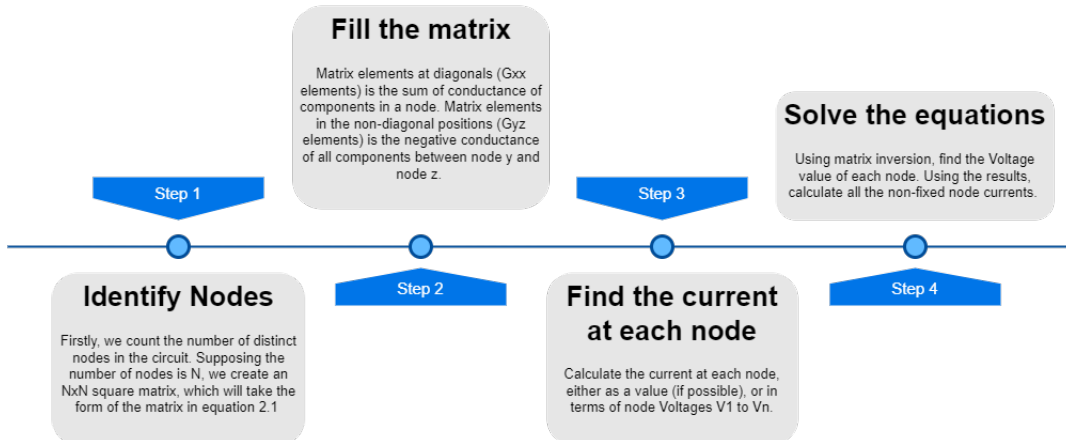 Step 1
Identify Nodes
Firstly, we count the number of distinct
nodes in the circuit. Supposing the
number of nodes is N, we create an
NxN square matrix, which will take the
form of the matrix in equation 2.1
Fill the matrix
Matrix elements at diagonals (Gxx
elements) is the sum of conductance of
components in a node. Matrix elements
in the non-diagonal positions (Gyz
elements) is the negative conductance
of all components between node y and
node z.
Step 2
Step 3
Find the current
at each node
Calculate the current at each node,
either as a value (if possible), or in
terms of node Voltages V1 to Vn.
Solve the equations
Using matrix inversion, find the Voltage
value of each node. Using the results,
calculate all the non-fixed node currents.
Step 4